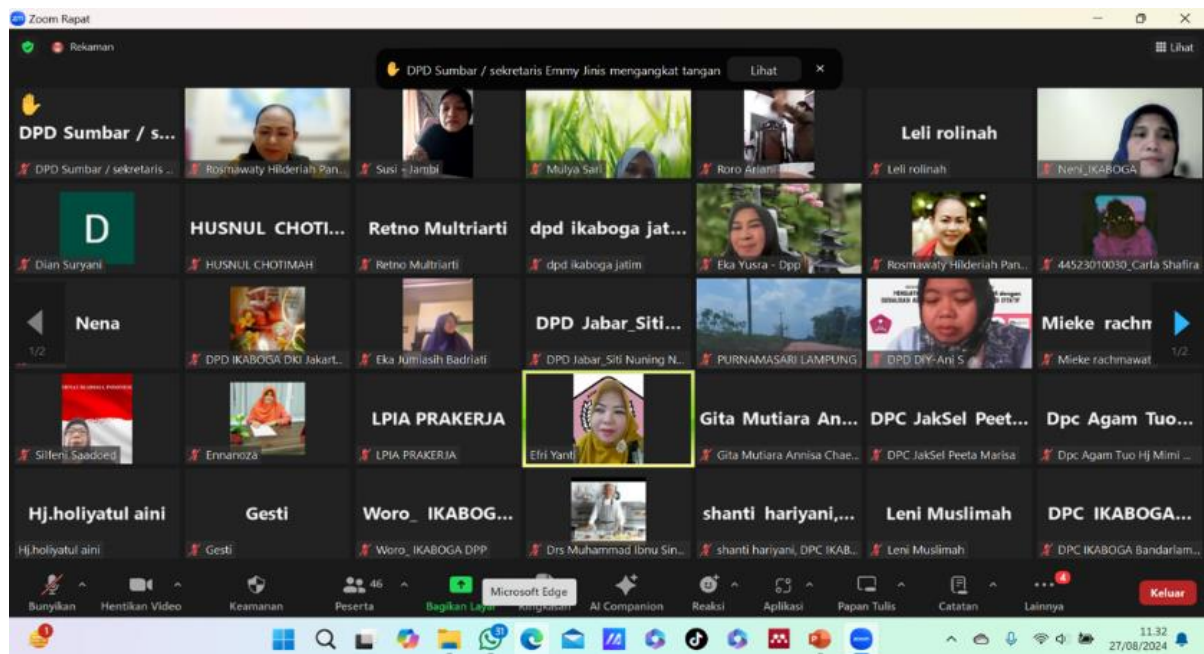 Zoom Rapat
Rekaman
Lihat
DPD Sumbar / sekretaris Emmy Jinis mengangkat tangan
Lihat
DPD Sumbar / s...
DPD Sumbar / sekretaris ...
Rosmawaty Hilderiah Pan...
Susi - Jambi
Mulya Sari
Roro Ariani
Leli rolinah
Leli rolinah
Neni_IKABOGA
D
Dian Suryani
HUSNUL CHOTI...
HUSNUL CHOTIMAH
Retno Multriarti
Retno Multriarti
dpd ikaboga jat...
dpd ikaboga jatim
Eka Yusra - Dpp
Rosmawaty Hilderiah Pan...
44523010030_Carla Shafira
Nena
1/2
DPD IKABOGA DKI Jakart...
Eka Jumiasih Badriati
DPD Jabar_Siti...
DPD Jabar_Siti Nuning N...
PURNAMASARI LAMPUNG
DPD DIY-Ani S
Mieke rachm
Mieke rachmawat
1/2
Silfeni Saadoed
Ennanoza
LPIA PRAKERJA
LPIA PRAKERJA
Efri Yanti
Gita Mutiara An...
Gita Mutiara Annisa Chae...
DPC JakSel Peet...
DPC JakSel Peeta Marisa
Dpc Agam Tuo...
Dpc Agam Tuo Hj Mimi ...
Hj.holiyatul aini
Hj.holiyatul aini
Gesti
Gesti
Woro_ IKABOG...
Woro_ IKABOGA DPP
Drs Muhammad Ibnu Sin...
shanti hariyani,...
shanti hariyani, DPC IKAB...
Leni Muslimah
Leni Muslimah
DPC IKABOGA...
DPC IKABOGA Bandarlam...
Bunyikan
Hentikan Video
Keamanan
46
Peserta
Bagikan Layar
Microsoft Edge
Ringkasan
AI Companion
Reaksi
Aplikasi
Papan Tulis
Catatan
Lainnya
Keluar
11.32
27/08/2024